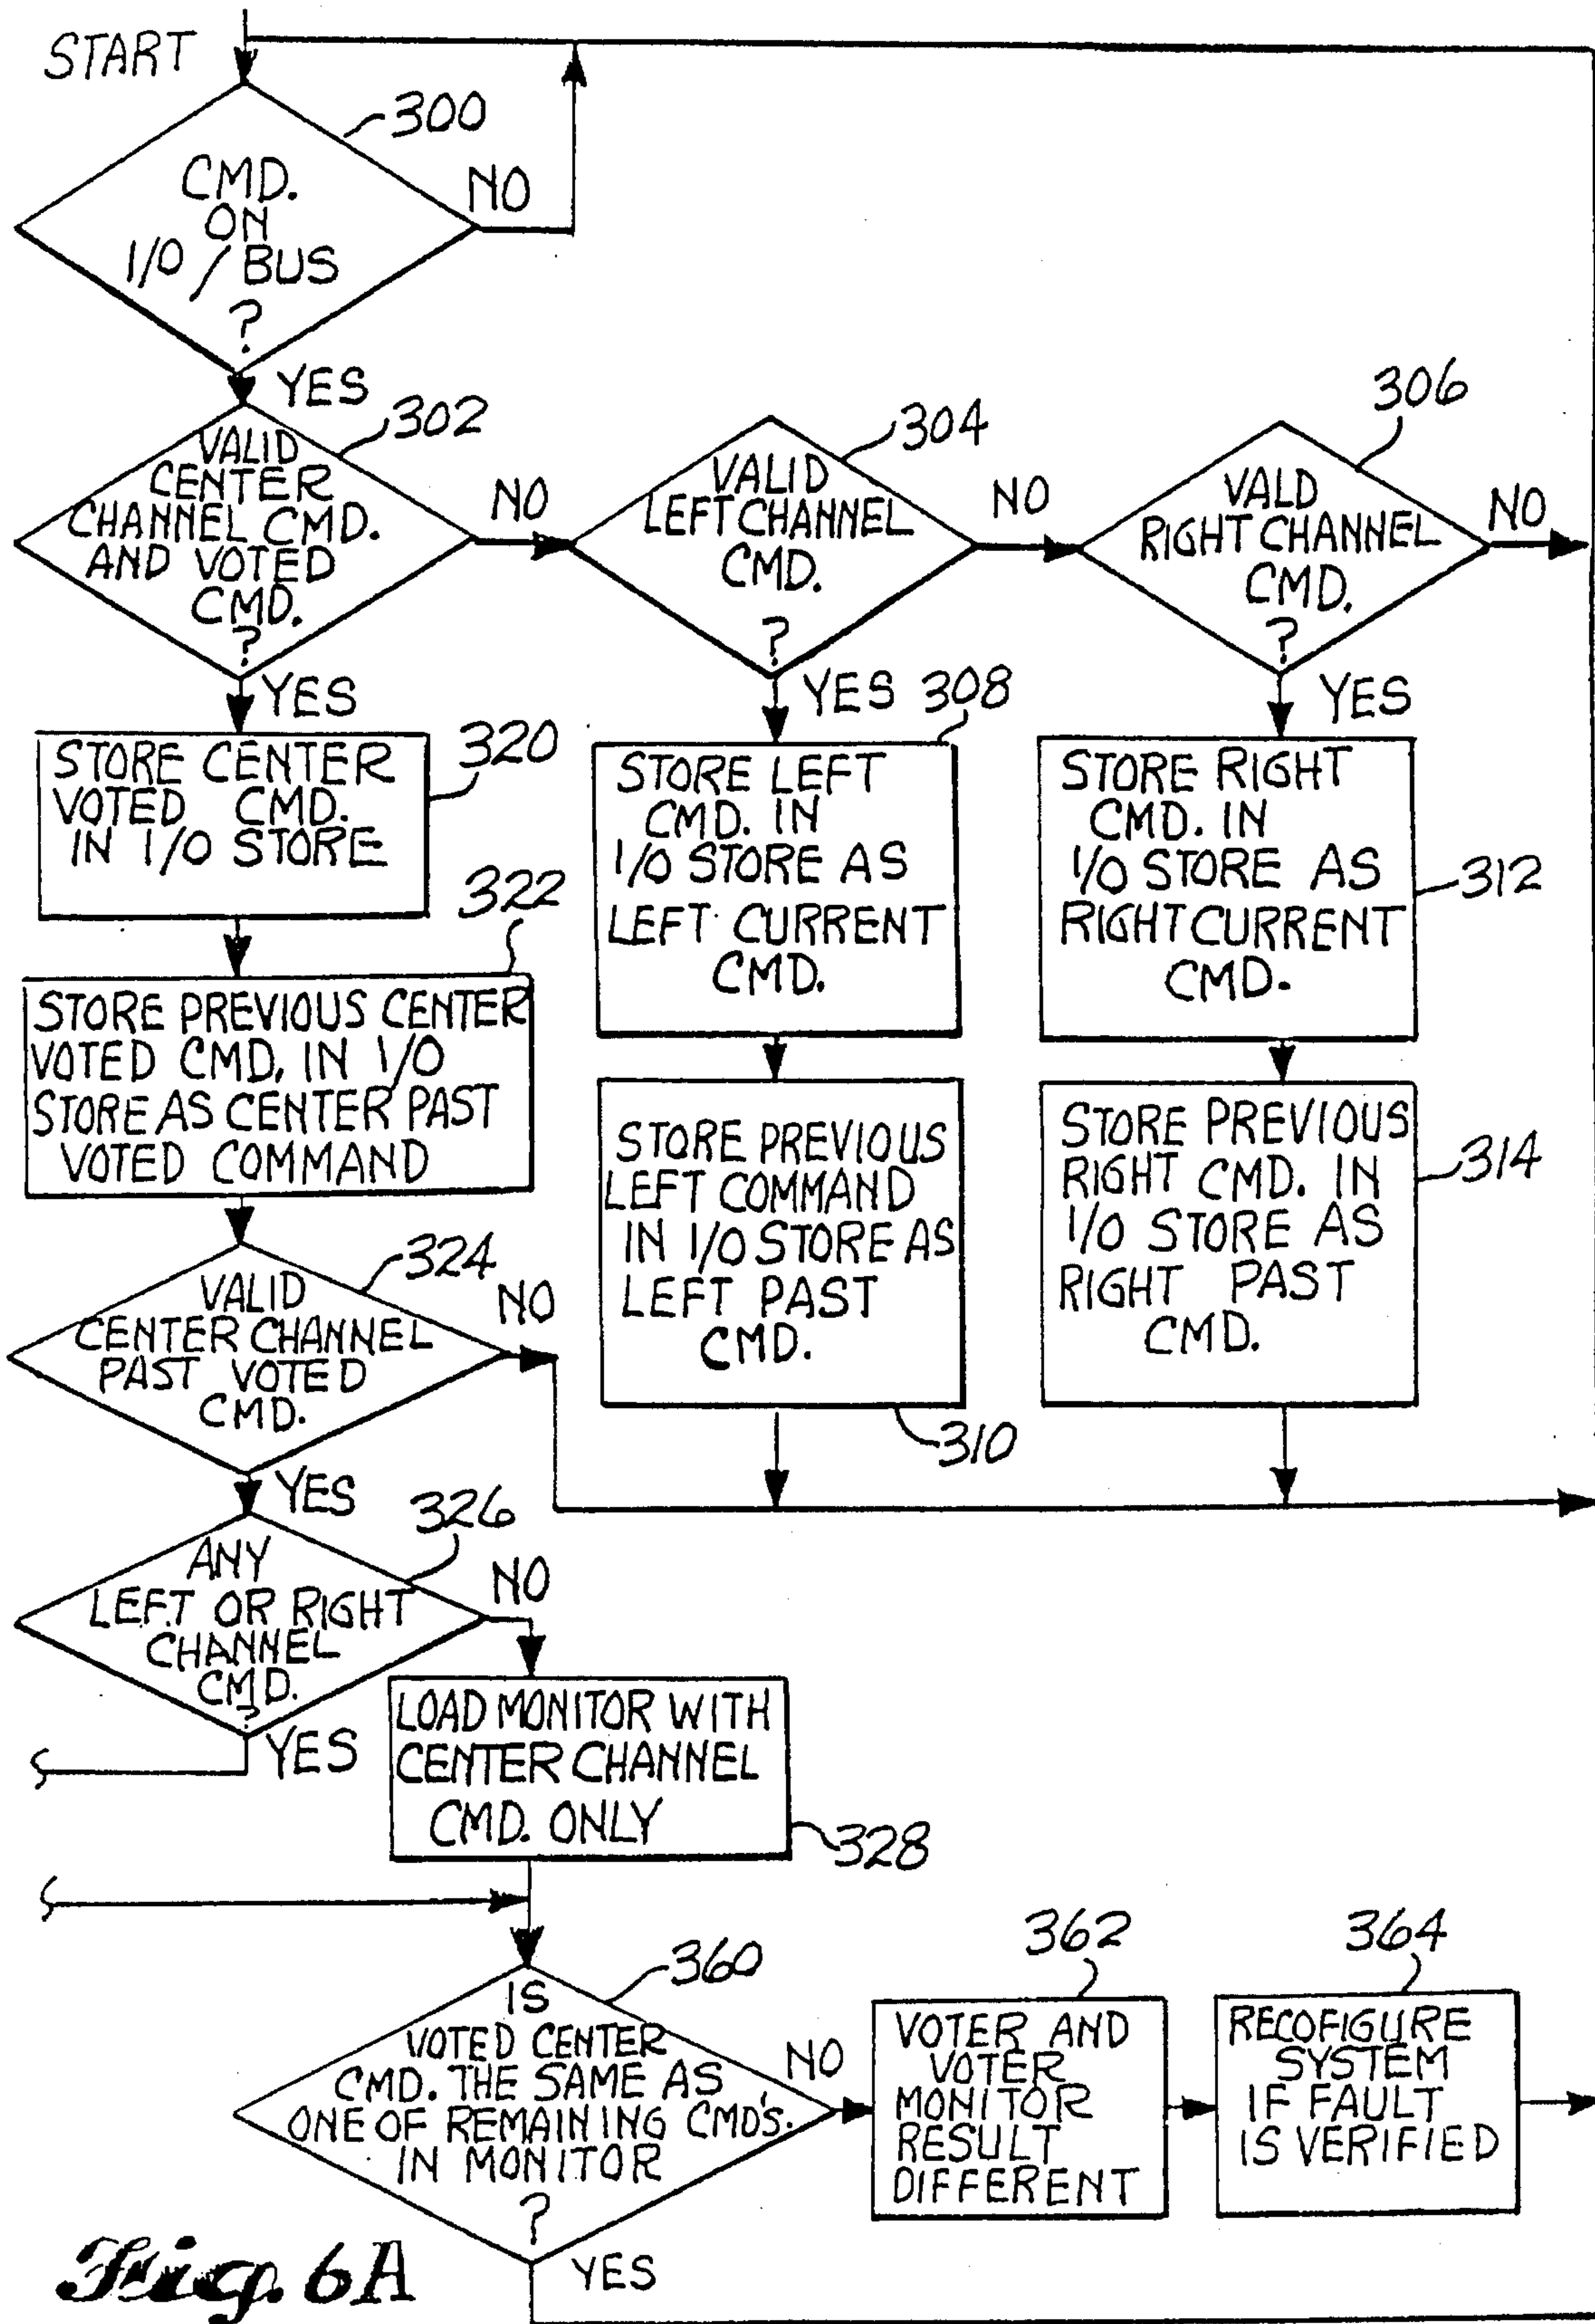 START
300
CMD.
ON
I/O / BUS
?
NO
YES
302
VALID
CENTER
CHANNEL CMD.
AND VOTED
CMD.
?
NO
YES
304
VALID
LEFT CHANNEL
CMD.
?
NO
YES
306
VALD
RIGHT CHANNEL
CMD.
?
NO
YES
320
STORE CENTER
VOTED CMD.
IN I/O STORE
308
STORE LEFT
CMD. IN
I/O STORE AS
LEFT CURRENT
CMD.
312
STORE RIGHT
CMD. IN
I/O STORE AS
RIGHT CURRENT
CMD.
322
STORE PREVIOUS CENTER
VOTED CMD. IN I/O
STORE AS CENTER PAST
VOTED COMMAND
STORE PREVIOUS
LEFT COMMAND
IN I/O STORE AS
LEFT PAST
CMD.
310
STORE PREVIOUS
RIGHT CMD. IN
I/O STORE AS
RIGHT PAST
CMD.
314
324
VALID
CENTER CHANNEL
PAST VOTED
CMD.
NO
YES
326
ANY
LEFT OR RIGHT
CHANNEL
CMD.
?
NO
YES
LOAD MONITOR WITH
CENTER CHANNEL
CMD. ONLY
328
360
IS
VOTED CENTER
CMD. THE SAME AS
ONE OF REMAINING CMD'S.
IN MONITOR
?
NO
YES
362
VOTER AND
VOTER
MONITOR
RESULT
DIFFERENT
364
RECOFIGURE
SYSTEM
IF FAULT
IS VERIFIED
Fig. 6A